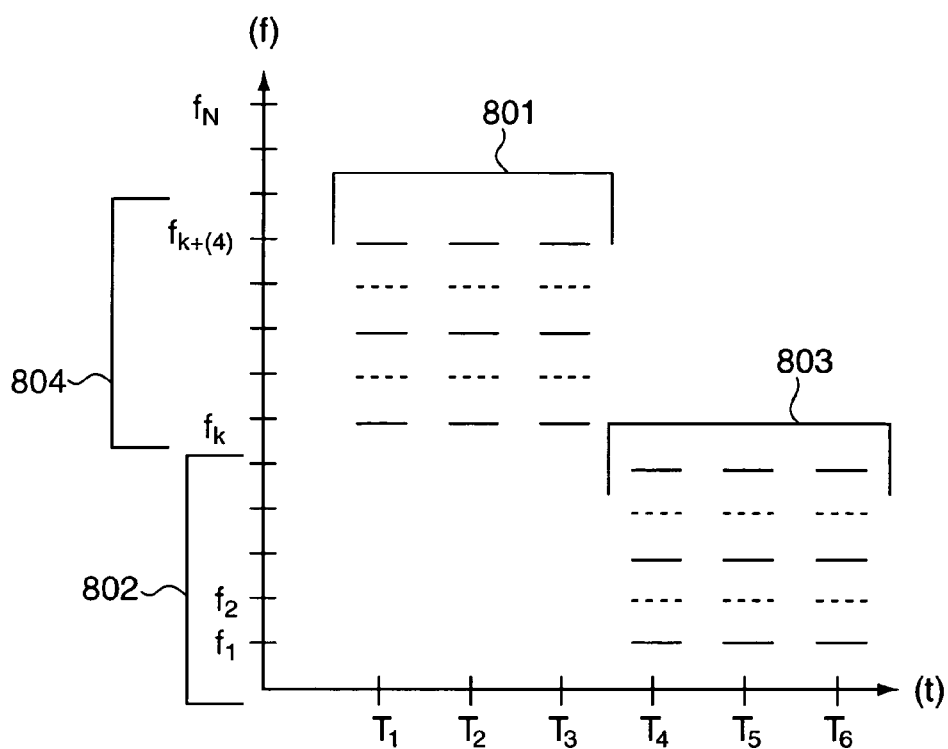 (f)
f_N
801
f_k+(4)
804
803
f_k
802
f_2
f_1
(t)
T_1 T_2 T_3 T_4 T_5 T_6